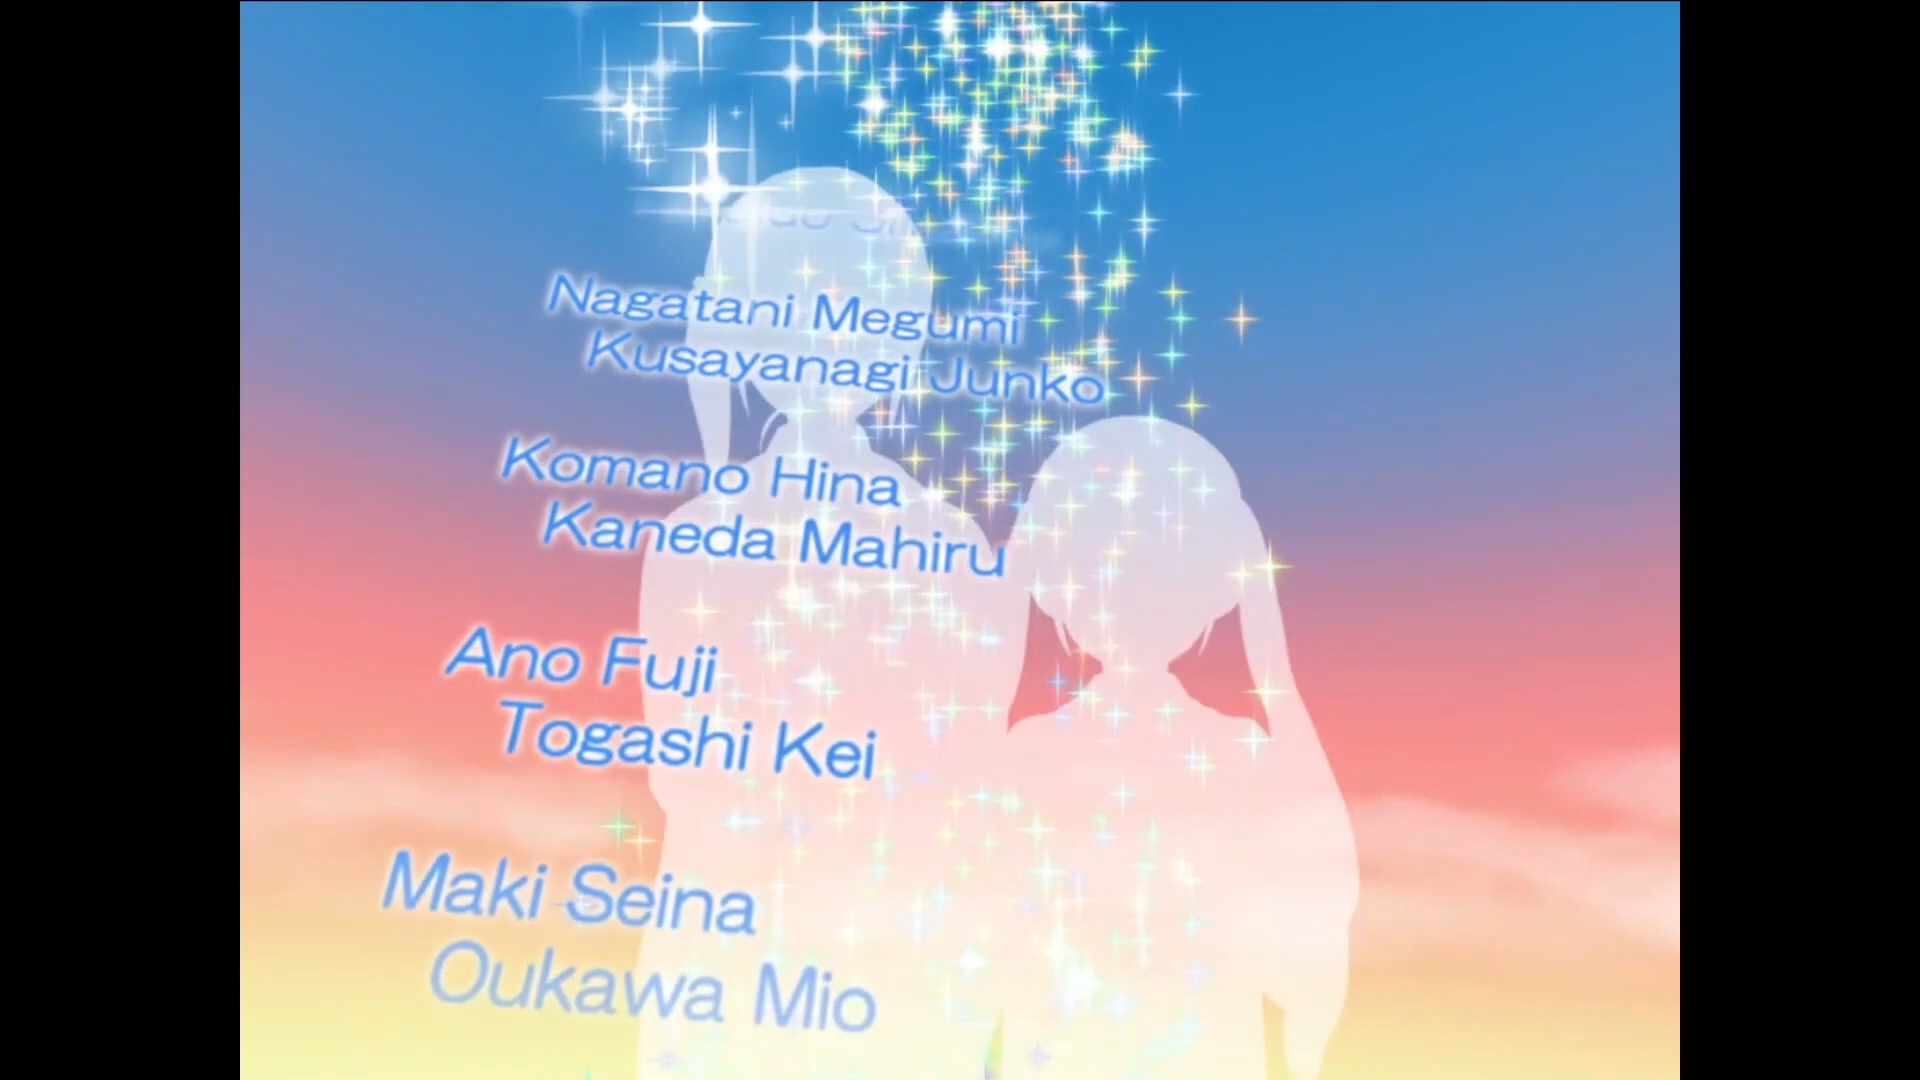 Nagatani Megumi
Kusayanagi Junko
Komano Hina
Kaneda Mahiru
Ano Fuji
Togashi Kei
Maki Seina
Oukawa Mio